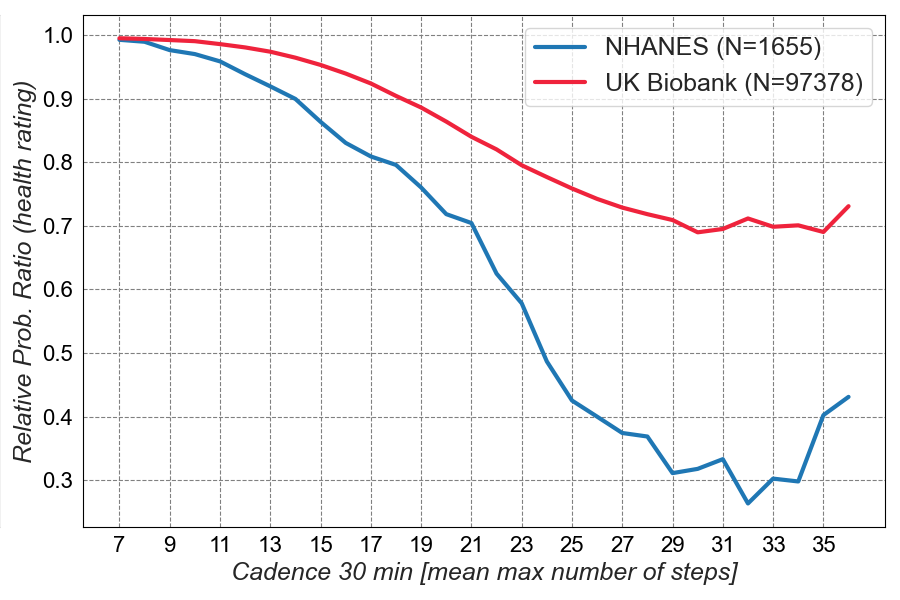 NHANES (N=1655)
UK Biobank (N=97378)
Relative Prob. Ratio (health rating)
1.0
0.9
0.8
0.7
0.6
0.5
0.4
0.3
7 9 11 13 15 17 19 21 23 25 27 29 31 33 35
Cadence 30 min [mean max number of steps]